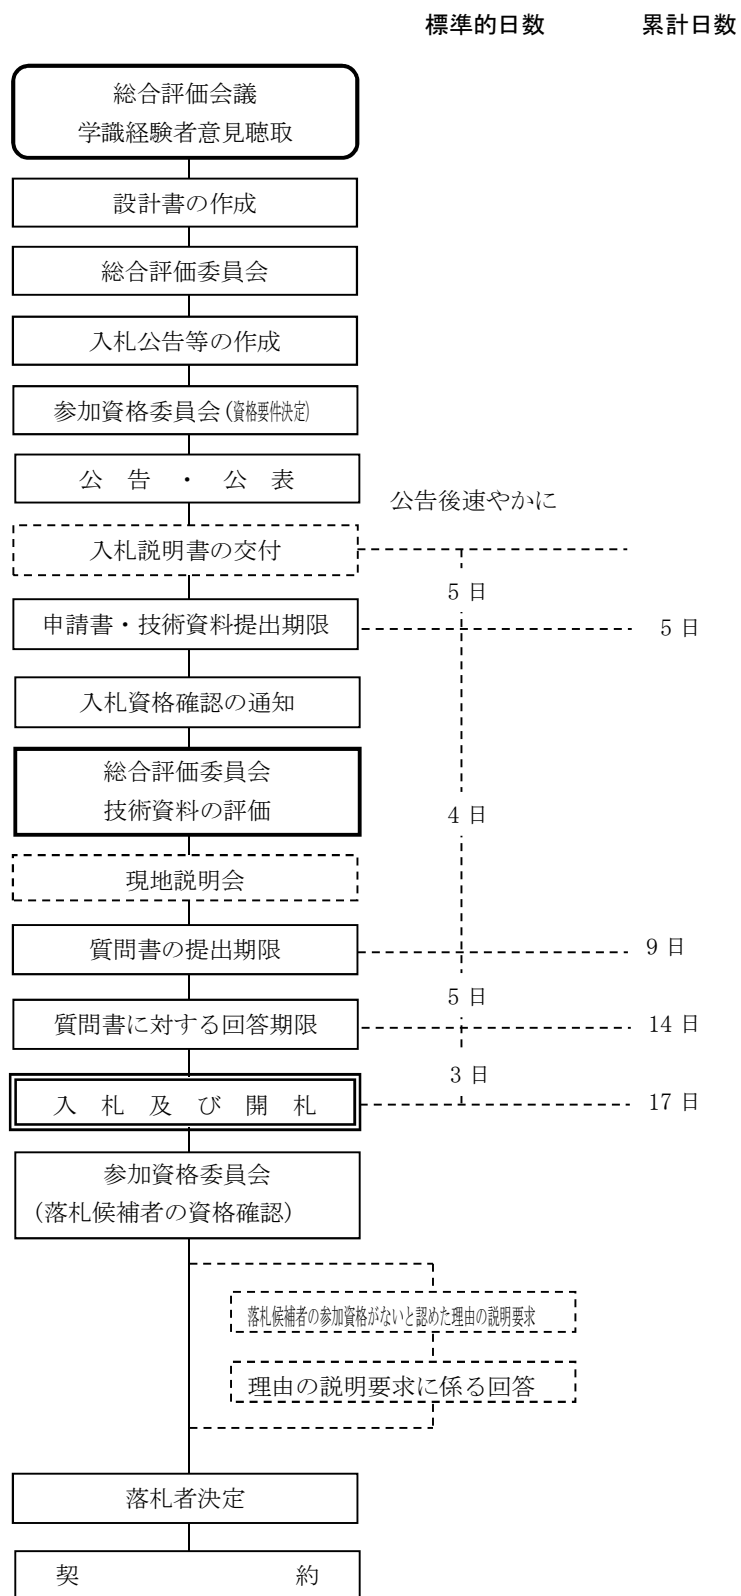 標準的日数 累計日数
総合評価会議
学識経験者意見聴取
設計書の作成
総合評価委員会
入札公告等の作成
参加資格委員会(資格要件決定)
公 告 ・ 公 表
公告後速やかに
入札説明書の交付
5 日
申請書・技術資料提出期限 5 日
入札資格確認の通知
総合評価委員会
技術資料の評価
4 日
現地説明会
質問書の提出期限 9 日
5 日
質問書に対する回答期限 14 日
3 日
入 札 及 び 開 札 17 日
参加資格委員会
(落札候補者の資格確認)
落札候補者の参加資格がないと認めた理由の説明要求
理由の説明要求に係る回答
落札者決定
契 約